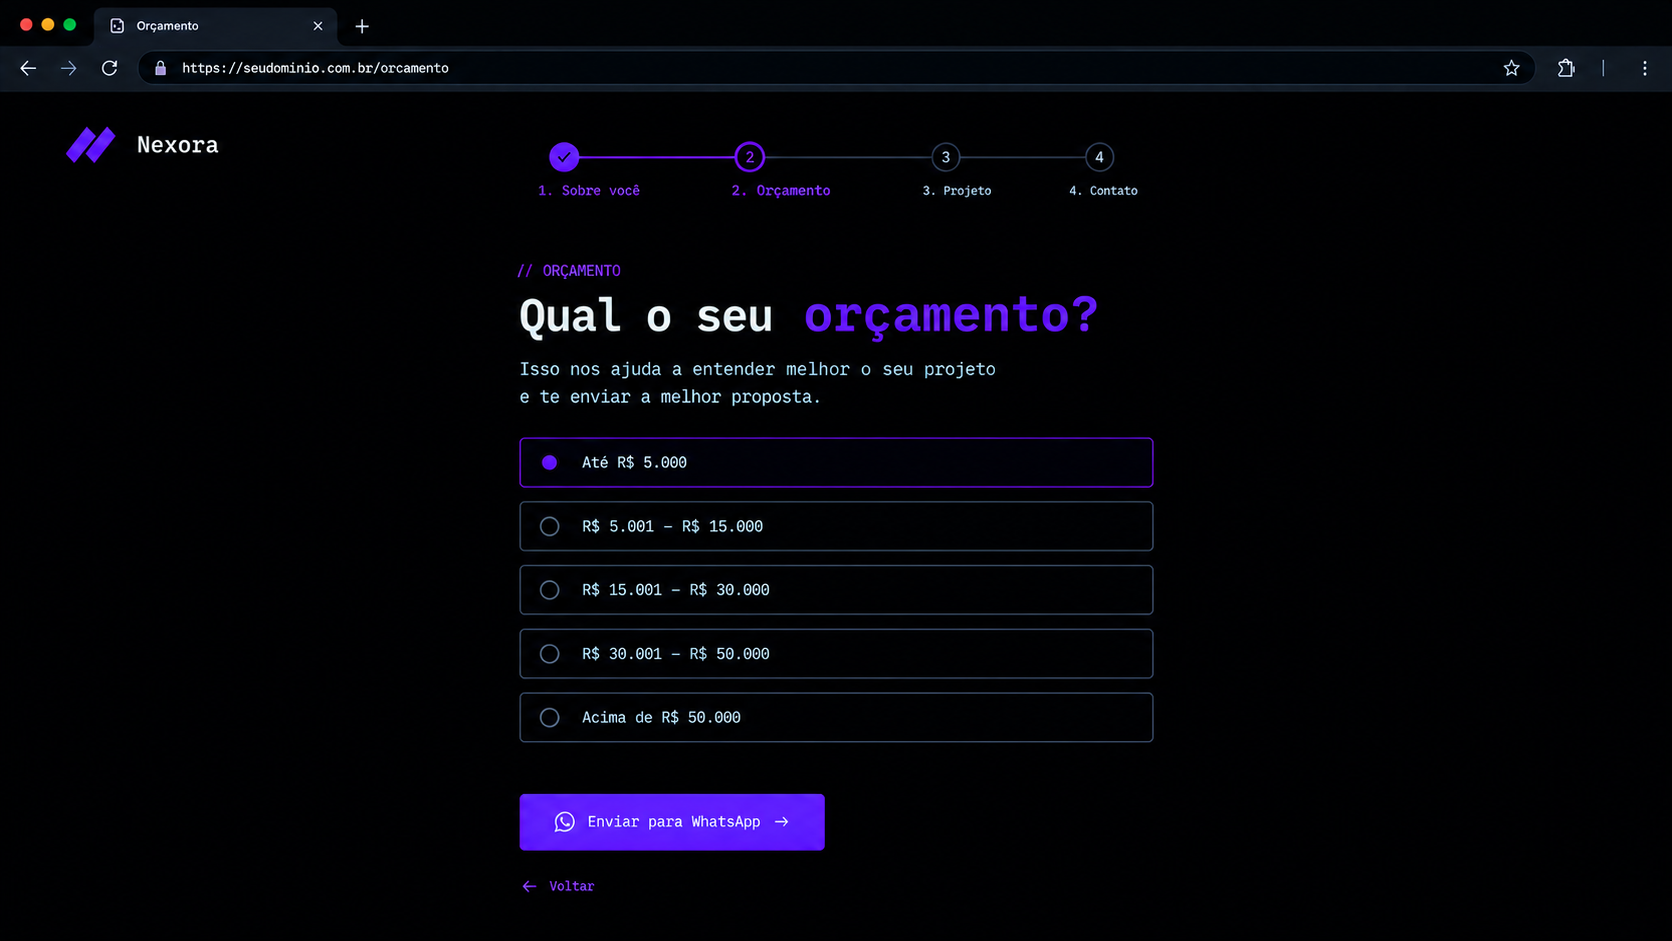 Orçamento
https://seudominio.com.br/orcamento
Nexora
2
3
4
1. Sobre você
2. Orçamento
3. Projeto
4. Contato
// ORÇAMENTO
Qual o seu orçamento?
Isso nos ajuda a entender melhor o seu projeto
e te enviar a melhor proposta.
Até R$ 5.000
R$ 5.001 – R$ 15.000
R$ 15.001 – R$ 30.000
R$ 30.001 – R$ 50.000
Acima de R$ 50.000
Enviar para WhatsApp →
← Voltar